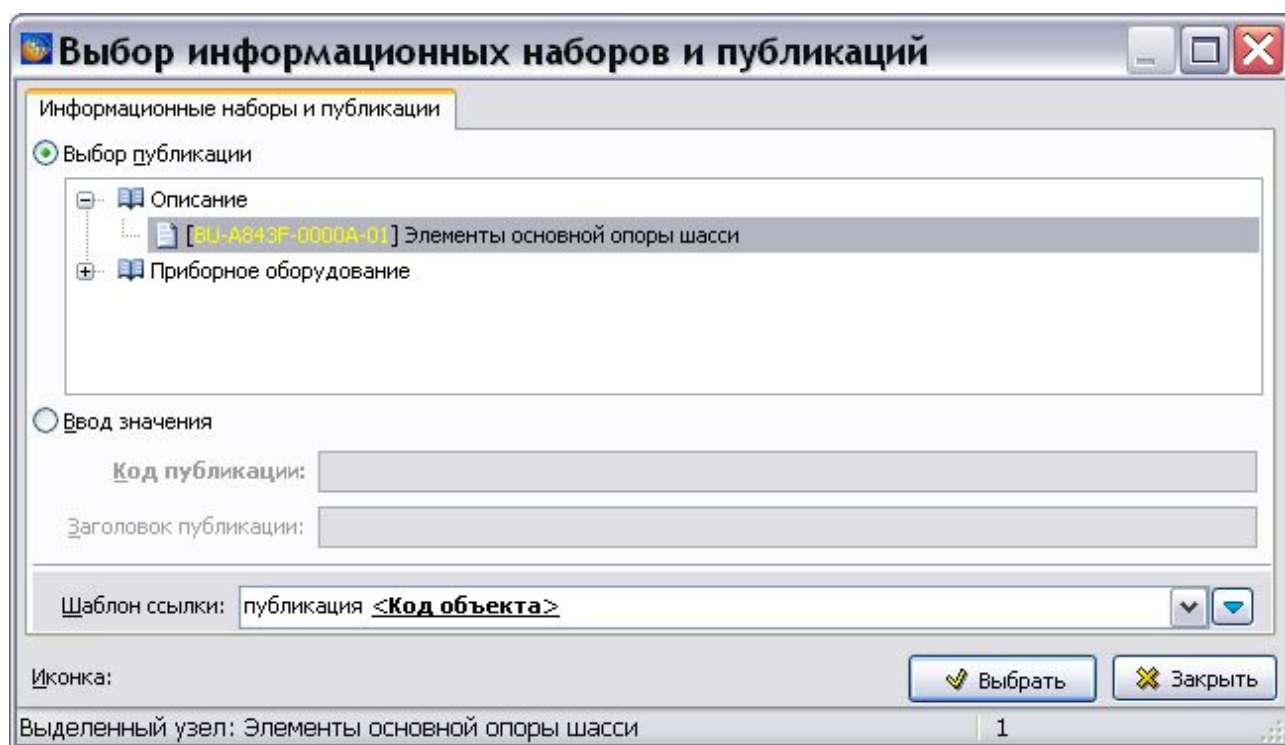 Выбор информационных наборов и публикаций
Информационные наборы и публикации
Выбор публикации
Описание
[BU-A843F-0000A-01] Элементы основной опоры шасси
Приборное оборудование
Ввод значения
Код публикации:
Заголовок публикации:
Шаблон ссылки: публикация <Код объекта>
Иконка: Выбрать Закрыть
Выделенный узел: Элементы основной опоры шасси 1